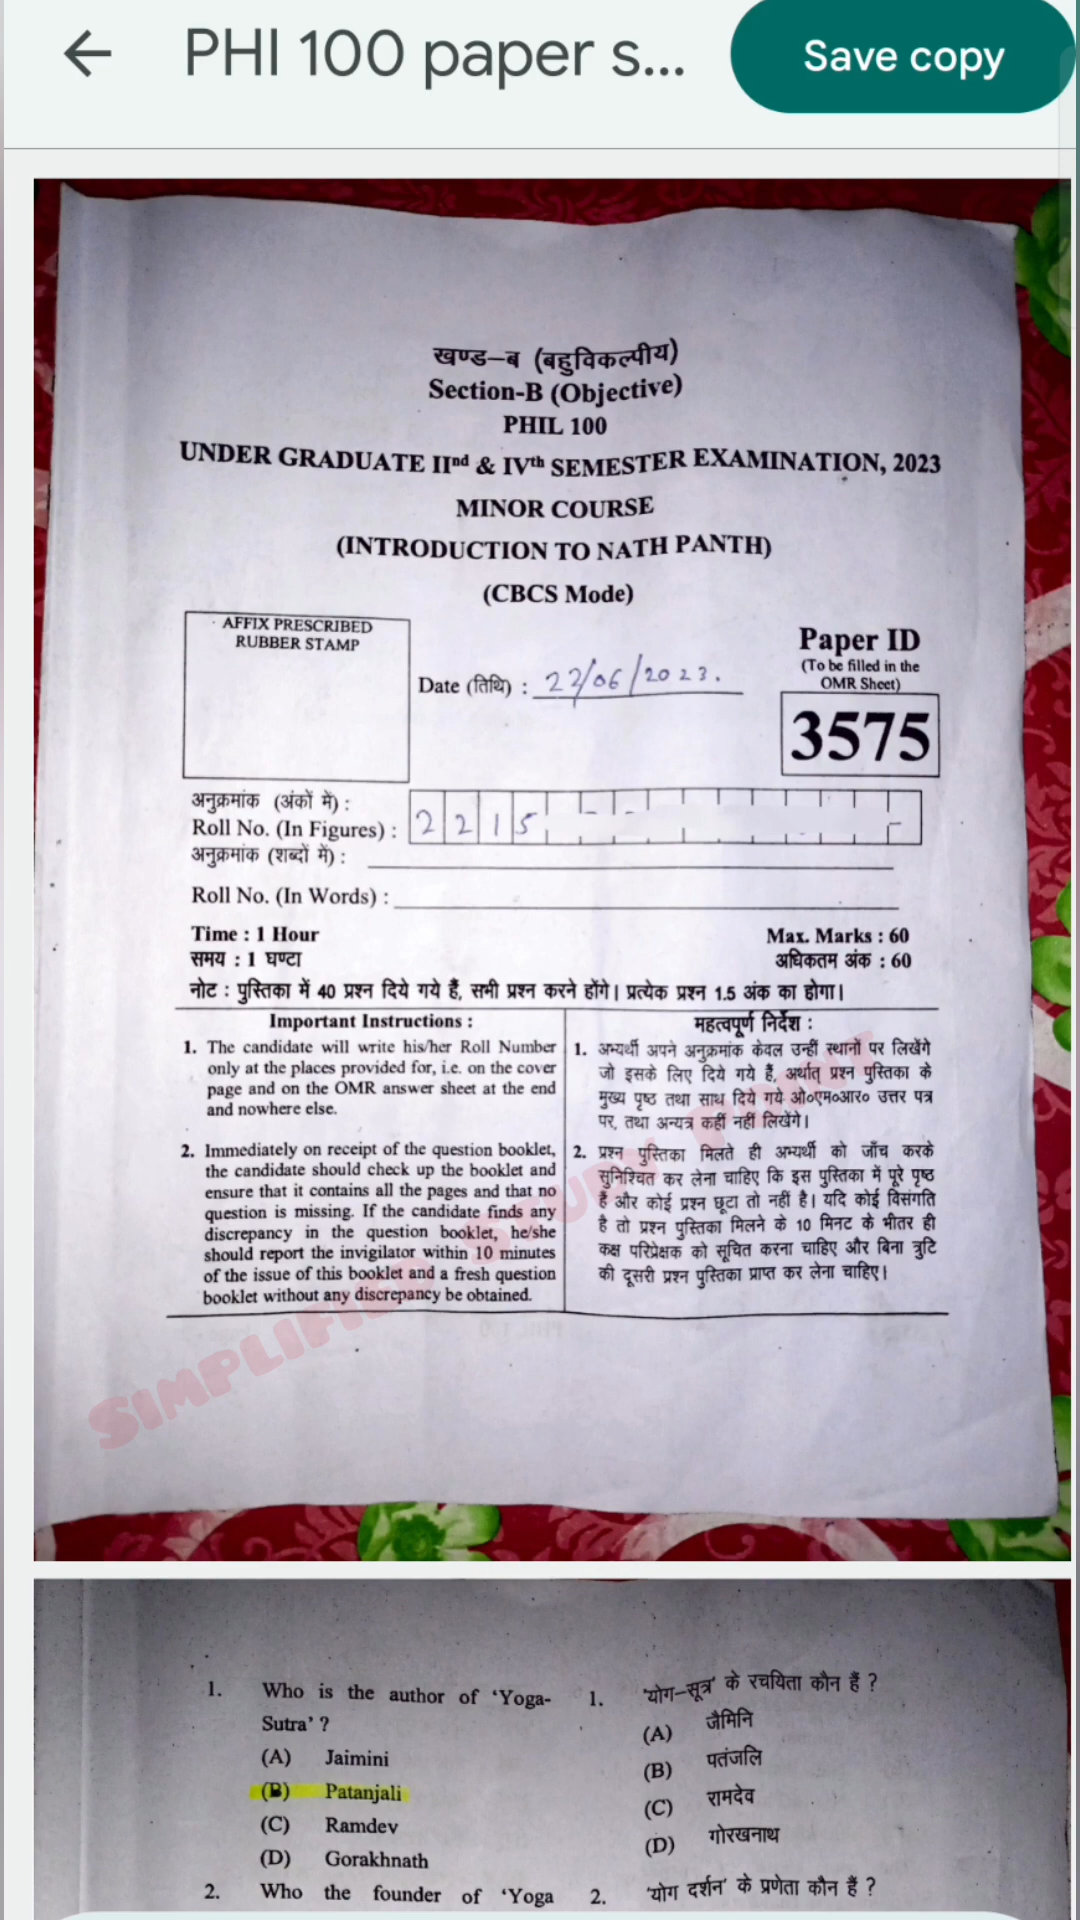 PHI 100 paper s...
Save copy
खण्ड–ब (बहुविकल्पीय)
Section-B (Objective)
PHIL 100
UNDER GRADUATE IInd & IVth SEMESTER EXAMINATION, 2023
MINOR COURSE
(INTRODUCTION TO NATH PANTH)
(CBCS Mode)
AFFIX PRESCRIBED
RUBBER STAMP
Date (तिथि) : 22/06/2023.
Paper ID
(To be filled in the
OMR Sheet)
3575
अनुक्रमांक (अंकों में) :
Roll No. (In Figures) : 2 2 1 5
अनुक्रमांक (शब्दों में) :
Roll No. (In Words) :
Time : 1 Hour
Max. Marks : 60
समय : 1 घण्टा
अधिकतम अंक : 60
नोट : पुस्तिका में 40 प्रश्न दिये गये हैं, सभी प्रश्न करने होंगे। प्रत्येक प्रश्न 1.5 अंक का होगा।
Important Instructions :
1. The candidate will write his/her Roll Number
only at the places provided for, i.e. on the cover
page and on the OMR answer sheet at the end
and nowhere else.
2. Immediately on receipt of the question booklet,
the candidate should check up the booklet and
ensure that it contains all the pages and that no
question is missing. If the candidate finds any
discrepancy in the question booklet, he/she
should report the invigilator within 10 minutes
of the issue of this booklet and a fresh question
booklet without any discrepancy be obtained.
महत्वपूर्ण निर्देश :
1. अभ्यर्थी अपने अनुक्रमांक केवल उन्हीं स्थानों पर लिखेंगे
जो इसके लिए दिये गये हैं, अर्थात् प्रश्न पुस्तिका के
मुख्य पृष्ठ तथा साथ दिये गये ओ०एम०आर० उत्तर पत्र
पर, तथा अन्यत्र कहीं नहीं लिखेंगे।
2. प्रश्न पुस्तिका मिलते ही अभ्यर्थी को जाँच करके
सुनिश्चित कर लेना चाहिए कि इस पुस्तिका में पूरे पृष्ठ
हैं और कोई प्रश्न छूटा तो नहीं है। यदि कोई विसंगति
है तो प्रश्न पुस्तिका मिलने के 10 मिनट के भीतर ही
कक्ष परिप्रेक्षक को सूचित करना चाहिए और बिना त्रुटि
की दूसरी प्रश्न पुस्तिका प्राप्त कर लेना चाहिए।
SIMPLIFIED STUDY POINT
1. Who is the author of ‘Yoga-
Sutra’ ?
(A) Jaimini
(B) Patanjali
(C) Ramdev
(D) Gorakhnath
2. Who the founder of ‘Yoga
1. ‘योग–सूत्र’ के रचयिता कौन हैं ?
(A) जैमिनि
(B) पतंजलि
(C) रामदेव
(D) गोरखनाथ
2. ‘योग दर्शन’ के प्रणेता कौन हैं ?